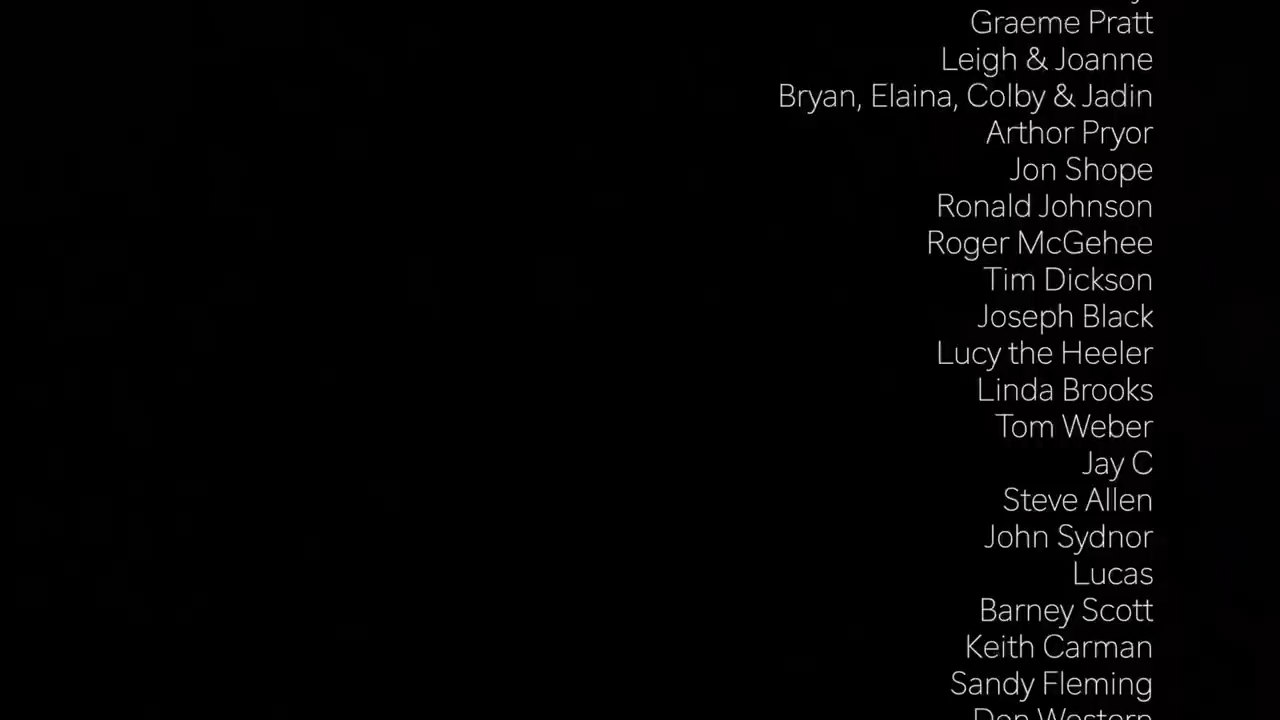 Graeme Pratt
Leigh & Joanne
Bryan, Elaina, Colby & Jadin
Arthor Pryor
Jon Shope
Ronald Johnson
Roger McGehee
Tim Dickson
Joseph Black
Lucy the Heeler
Linda Brooks
Tom Weber
Jay C
Steve Allen
John Sydnor
Lucas
Barney Scott
Keith Carman
Sandy Fleming